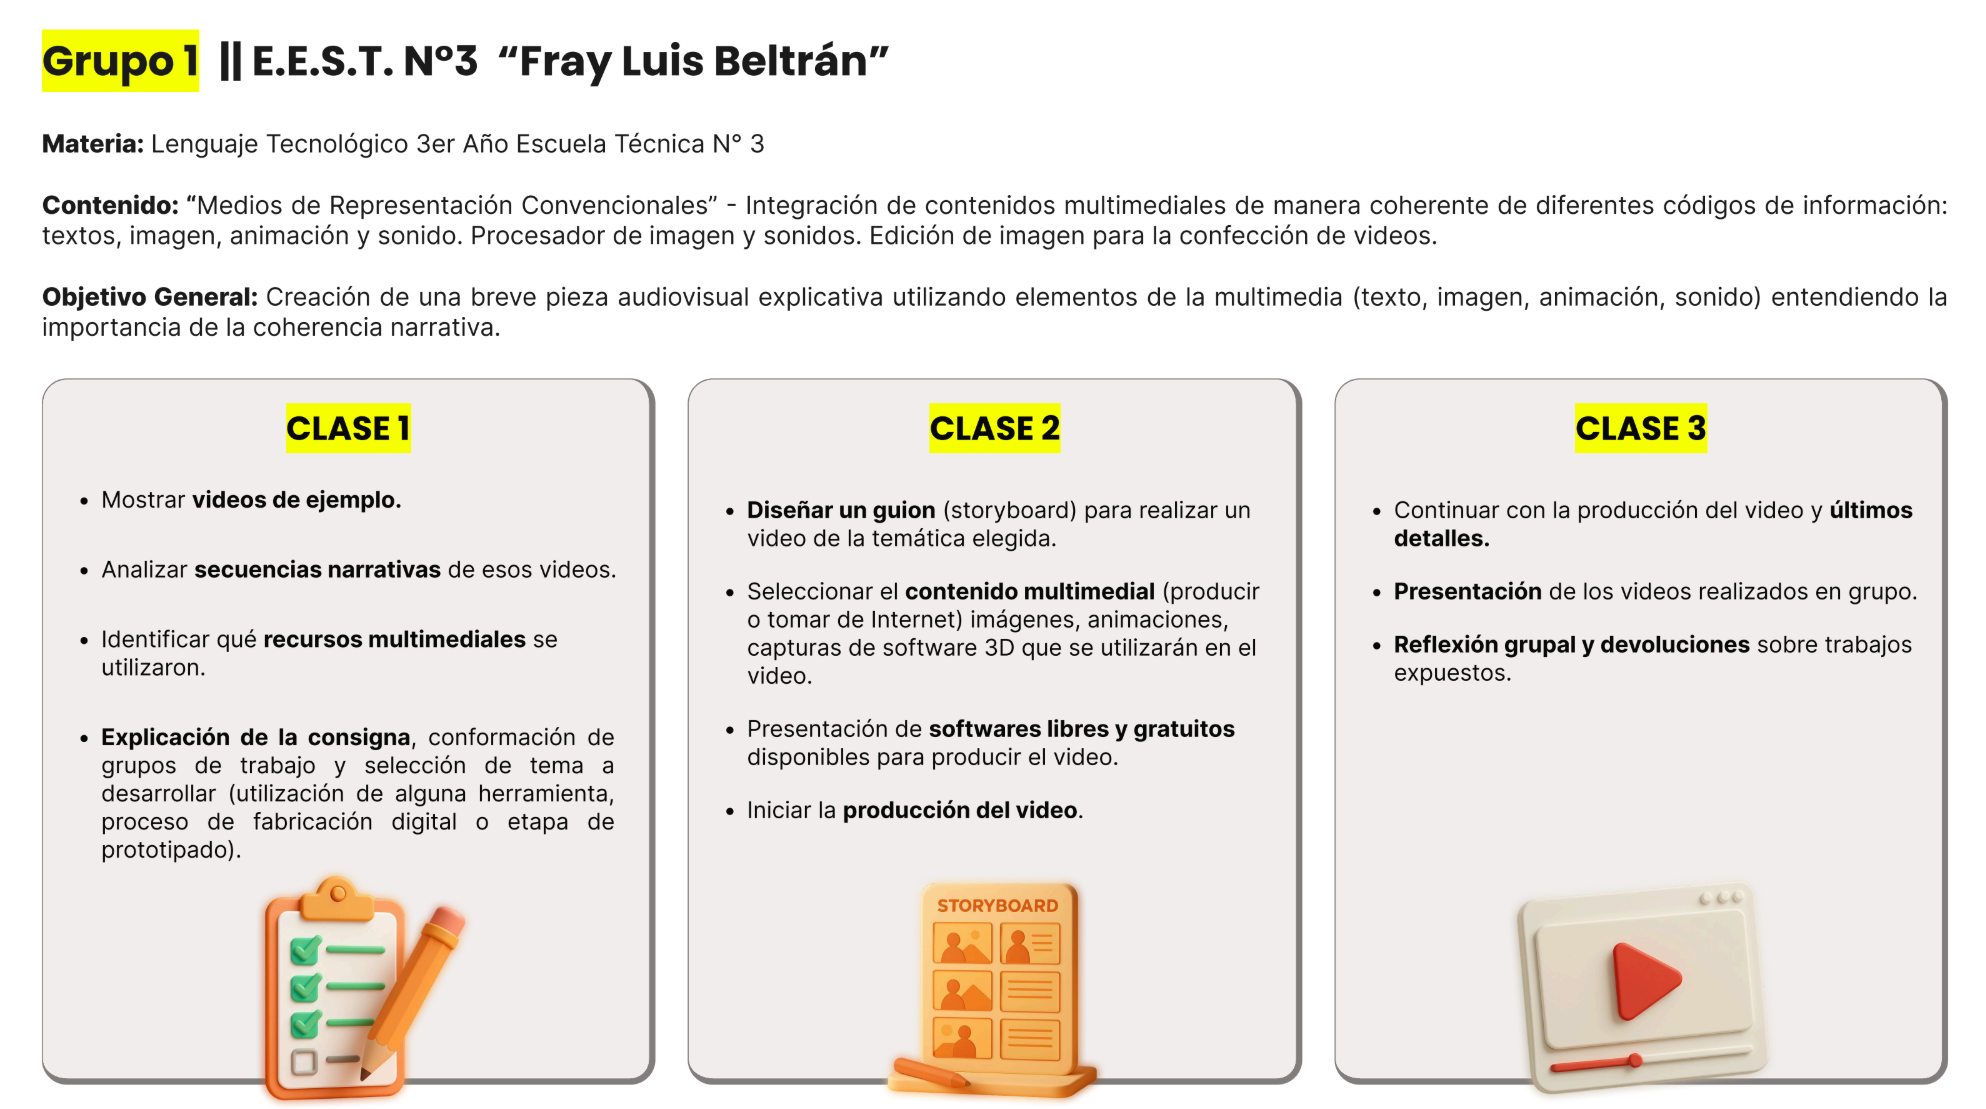 Grupo 1 || E.E.S.T. Nº3 “Fray Luis Beltrán”
Materia: Lenguaje Tecnológico 3er Año Escuela Técnica N° 3
Contenido: “Medios de Representación Convencionales” - Integración de contenidos multimediales de manera coherente de diferentes códigos de información:
textos, imagen, animación y sonido. Procesador de imagen y sonidos. Edición de imagen para la confección de videos.
Objetivo General: Creación de una breve pieza audiovisual explicativa utilizando elementos de la multimedia (texto, imagen, animación, sonido) entendiendo la
importancia de la coherencia narrativa.
CLASE 1
• Mostrar videos de ejemplo.
• Analizar secuencias narrativas de esos videos.
• Identificar qué recursos multimediales se
utilizaron.
• Explicación de la consigna, conformación de
grupos de trabajo y selección de tema a
desarrollar (utilización de alguna herramienta,
proceso de fabricación digital o etapa de
prototipado).
CLASE 2
• Diseñar un guion (storyboard) para realizar un
video de la temática elegida.
• Seleccionar el contenido multimedial (producir
o tomar de Internet) imágenes, animaciones,
capturas de software 3D que se utilizarán en el
video.
• Presentación de softwares libres y gratuitos
disponibles para producir el video.
• Iniciar la producción del video.
STORYBOARD
CLASE 3
• Continuar con la producción del video y últimos
detalles.
• Presentación de los videos realizados en grupo.
• Reflexión grupal y devoluciones sobre trabajos
expuestos.